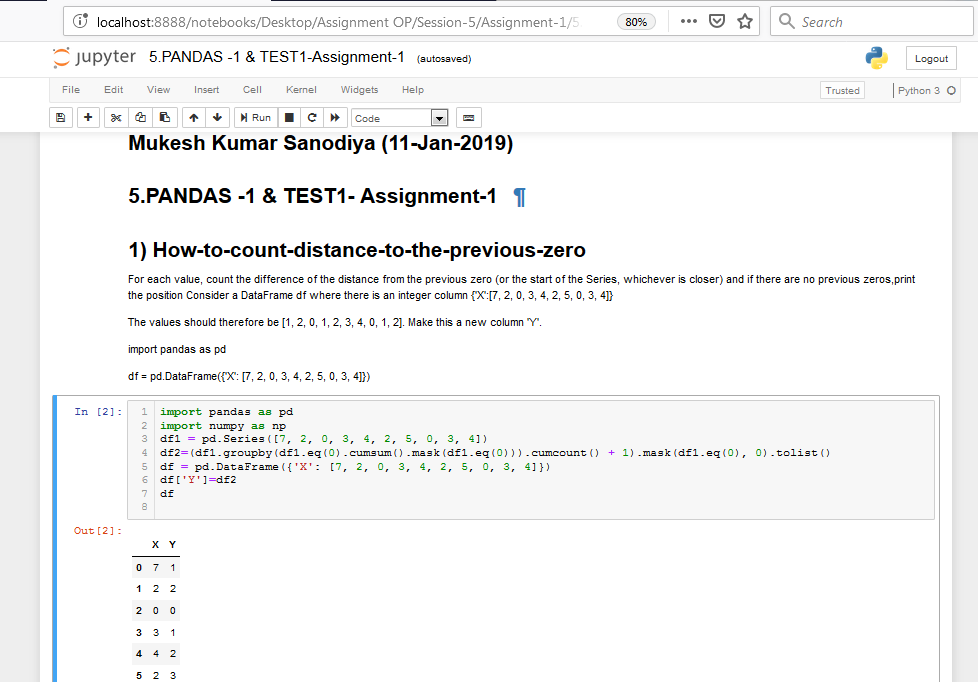 localhost:8888/notebooks/Desktop/Assignment OP/Session-5/Assignment-1/5
80%
Search
jupyter 5.PANDAS -1 & TEST1-Assignment-1 (autosaved)
Logout
File Edit View Insert Cell Kernel Widgets Help
Trusted
Python 3
Run
Code
Mukesh Kumar Sanodiya (11-Jan-2019)
5.PANDAS -1 & TEST1- Assignment-1 ¶
1) How-to-count-distance-to-the-previous-zero
For each value, count the difference of the distance from the previous zero (or the start of the Series, whichever is closer) and if there are no previous zeros,print
the position Consider a DataFrame df where there is an integer column {'X':[7, 2, 0, 3, 4, 2, 5, 0, 3, 4]}
The values should therefore be [1, 2, 0, 1, 2, 3, 4, 0, 1, 2]. Make this a new column 'Y'.
import pandas as pd
df = pd.DataFrame({'X': [7, 2, 0, 3, 4, 2, 5, 0, 3, 4]})
In [2]:
1 import pandas as pd
2 import numpy as np
3 df1 = pd.Series([7, 2, 0, 3, 4, 2, 5, 0, 3, 4])
4 df2=(df1.groupby(df1.eq(0).cumsum().mask(df1.eq(0))).cumcount() + 1).mask(df1.eq(0), 0).tolist()
5 df = pd.DataFrame({'X': [7, 2, 0, 3, 4, 2, 5, 0, 3, 4]})
6 df['Y']=df2
7 df
8
Out[2]:
X Y
0 7 1
1 2 2
2 0 0
3 3 1
4 4 2
5 2 3